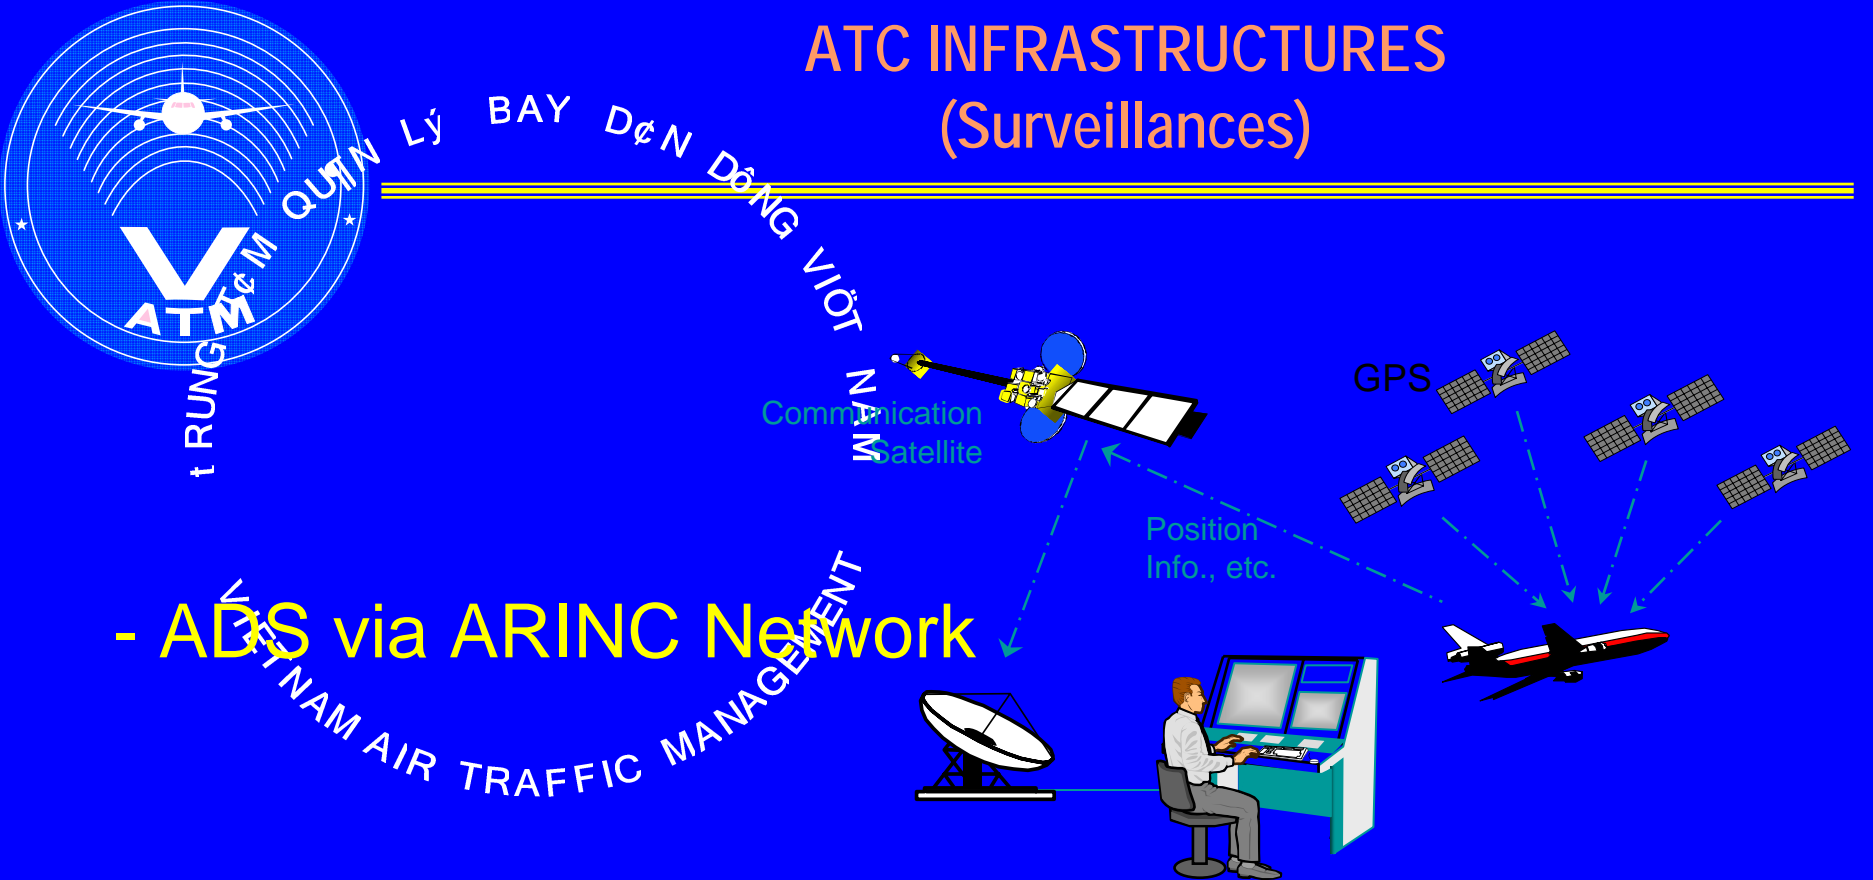 ATC INFRASTRUCTURES
(Surveillances)
t RUNG T¢M QU¶N Lý BAY D¢N DôNG VIÖT NAM
V
ATM
GPS
Communication
Satellite
Position
Info., etc.
- ADS via ARINC Network
VIETNAM AIR TRAFFIC MANAGEMENT